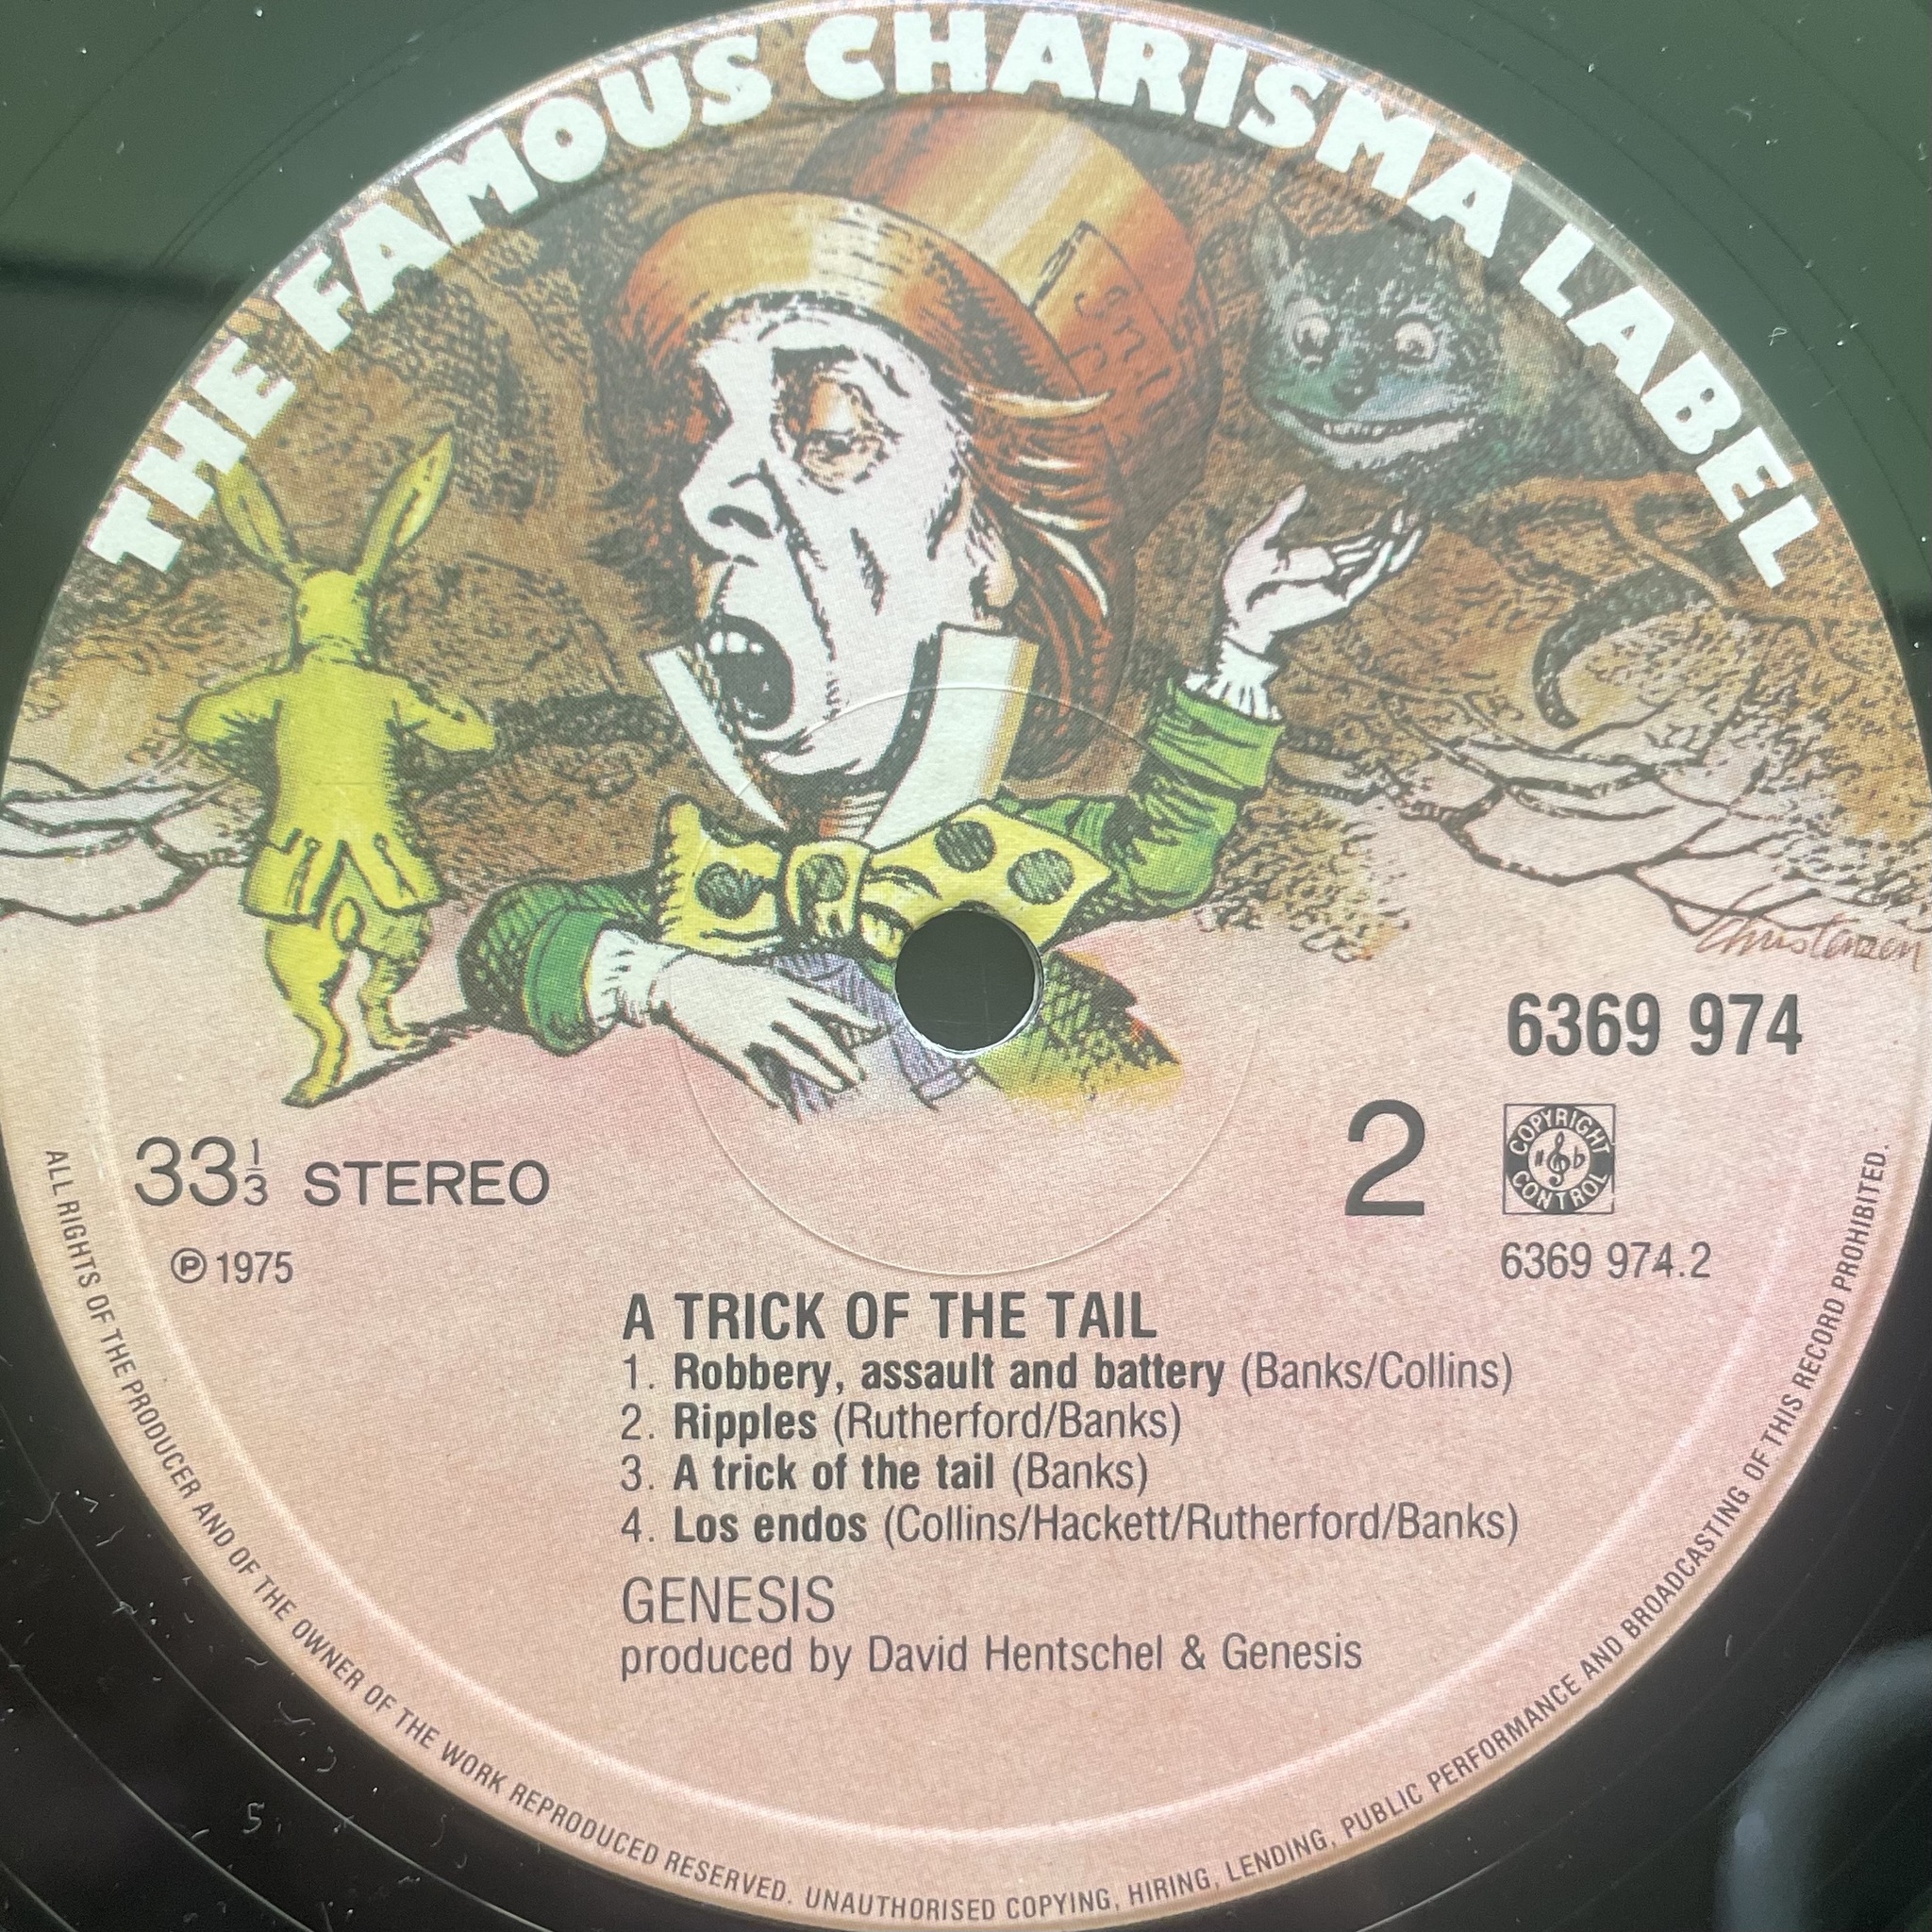 THE FAMOUS CHARISMA LABEL
Christensen
6369 974
33⅓ STEREO
2
COPYRIGHT CONTROL
℗ 1975
6369 974.2
A TRICK OF THE TAIL
1. Robbery, assault and battery (Banks/Collins)
2. Ripples (Rutherford/Banks)
3. A trick of the tail (Banks)
4. Los endos (Collins/Hackett/Rutherford/Banks)
GENESIS
produced by David Hentschel & Genesis
ALL RIGHTS OF THE PRODUCER AND OF THE OWNER OF THE WORK REPRODUCED RESERVED. UNAUTHORISED COPYING, HIRING, LENDING, PUBLIC PERFORMANCE AND BROADCASTING OF THIS RECORD PROHIBITED.